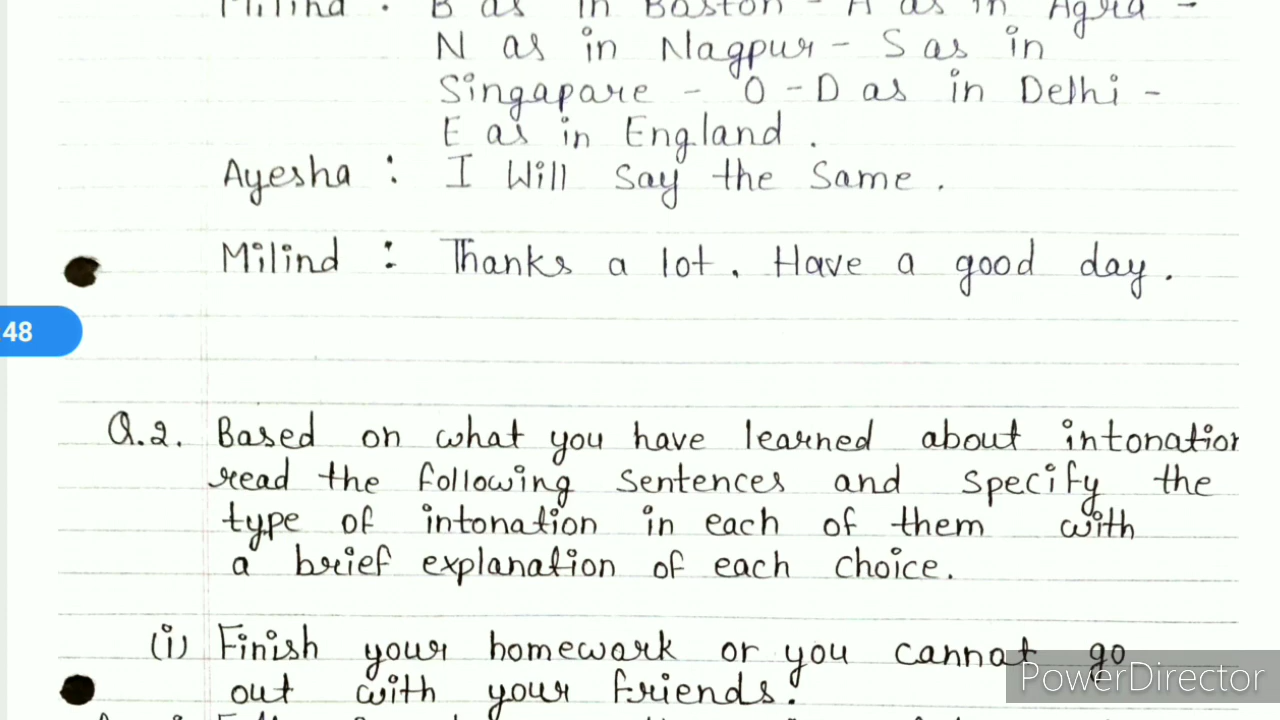 Milind : B as in Boston - A as in Agra -
N as in Nagpur - S as in
Singapare - O - D as in Delhi -
E as in England .
Ayesha : I Will say the same .
Milind : Thanks a lot. Have a good day.
48
Q.2. Based on what you have learned about intonation
read the following sentences and specify the
type of intonation in each of them with
a brief explanation of each choice.
(i) Finish your homework or you cannot go
out with your friends.
PowerDirector